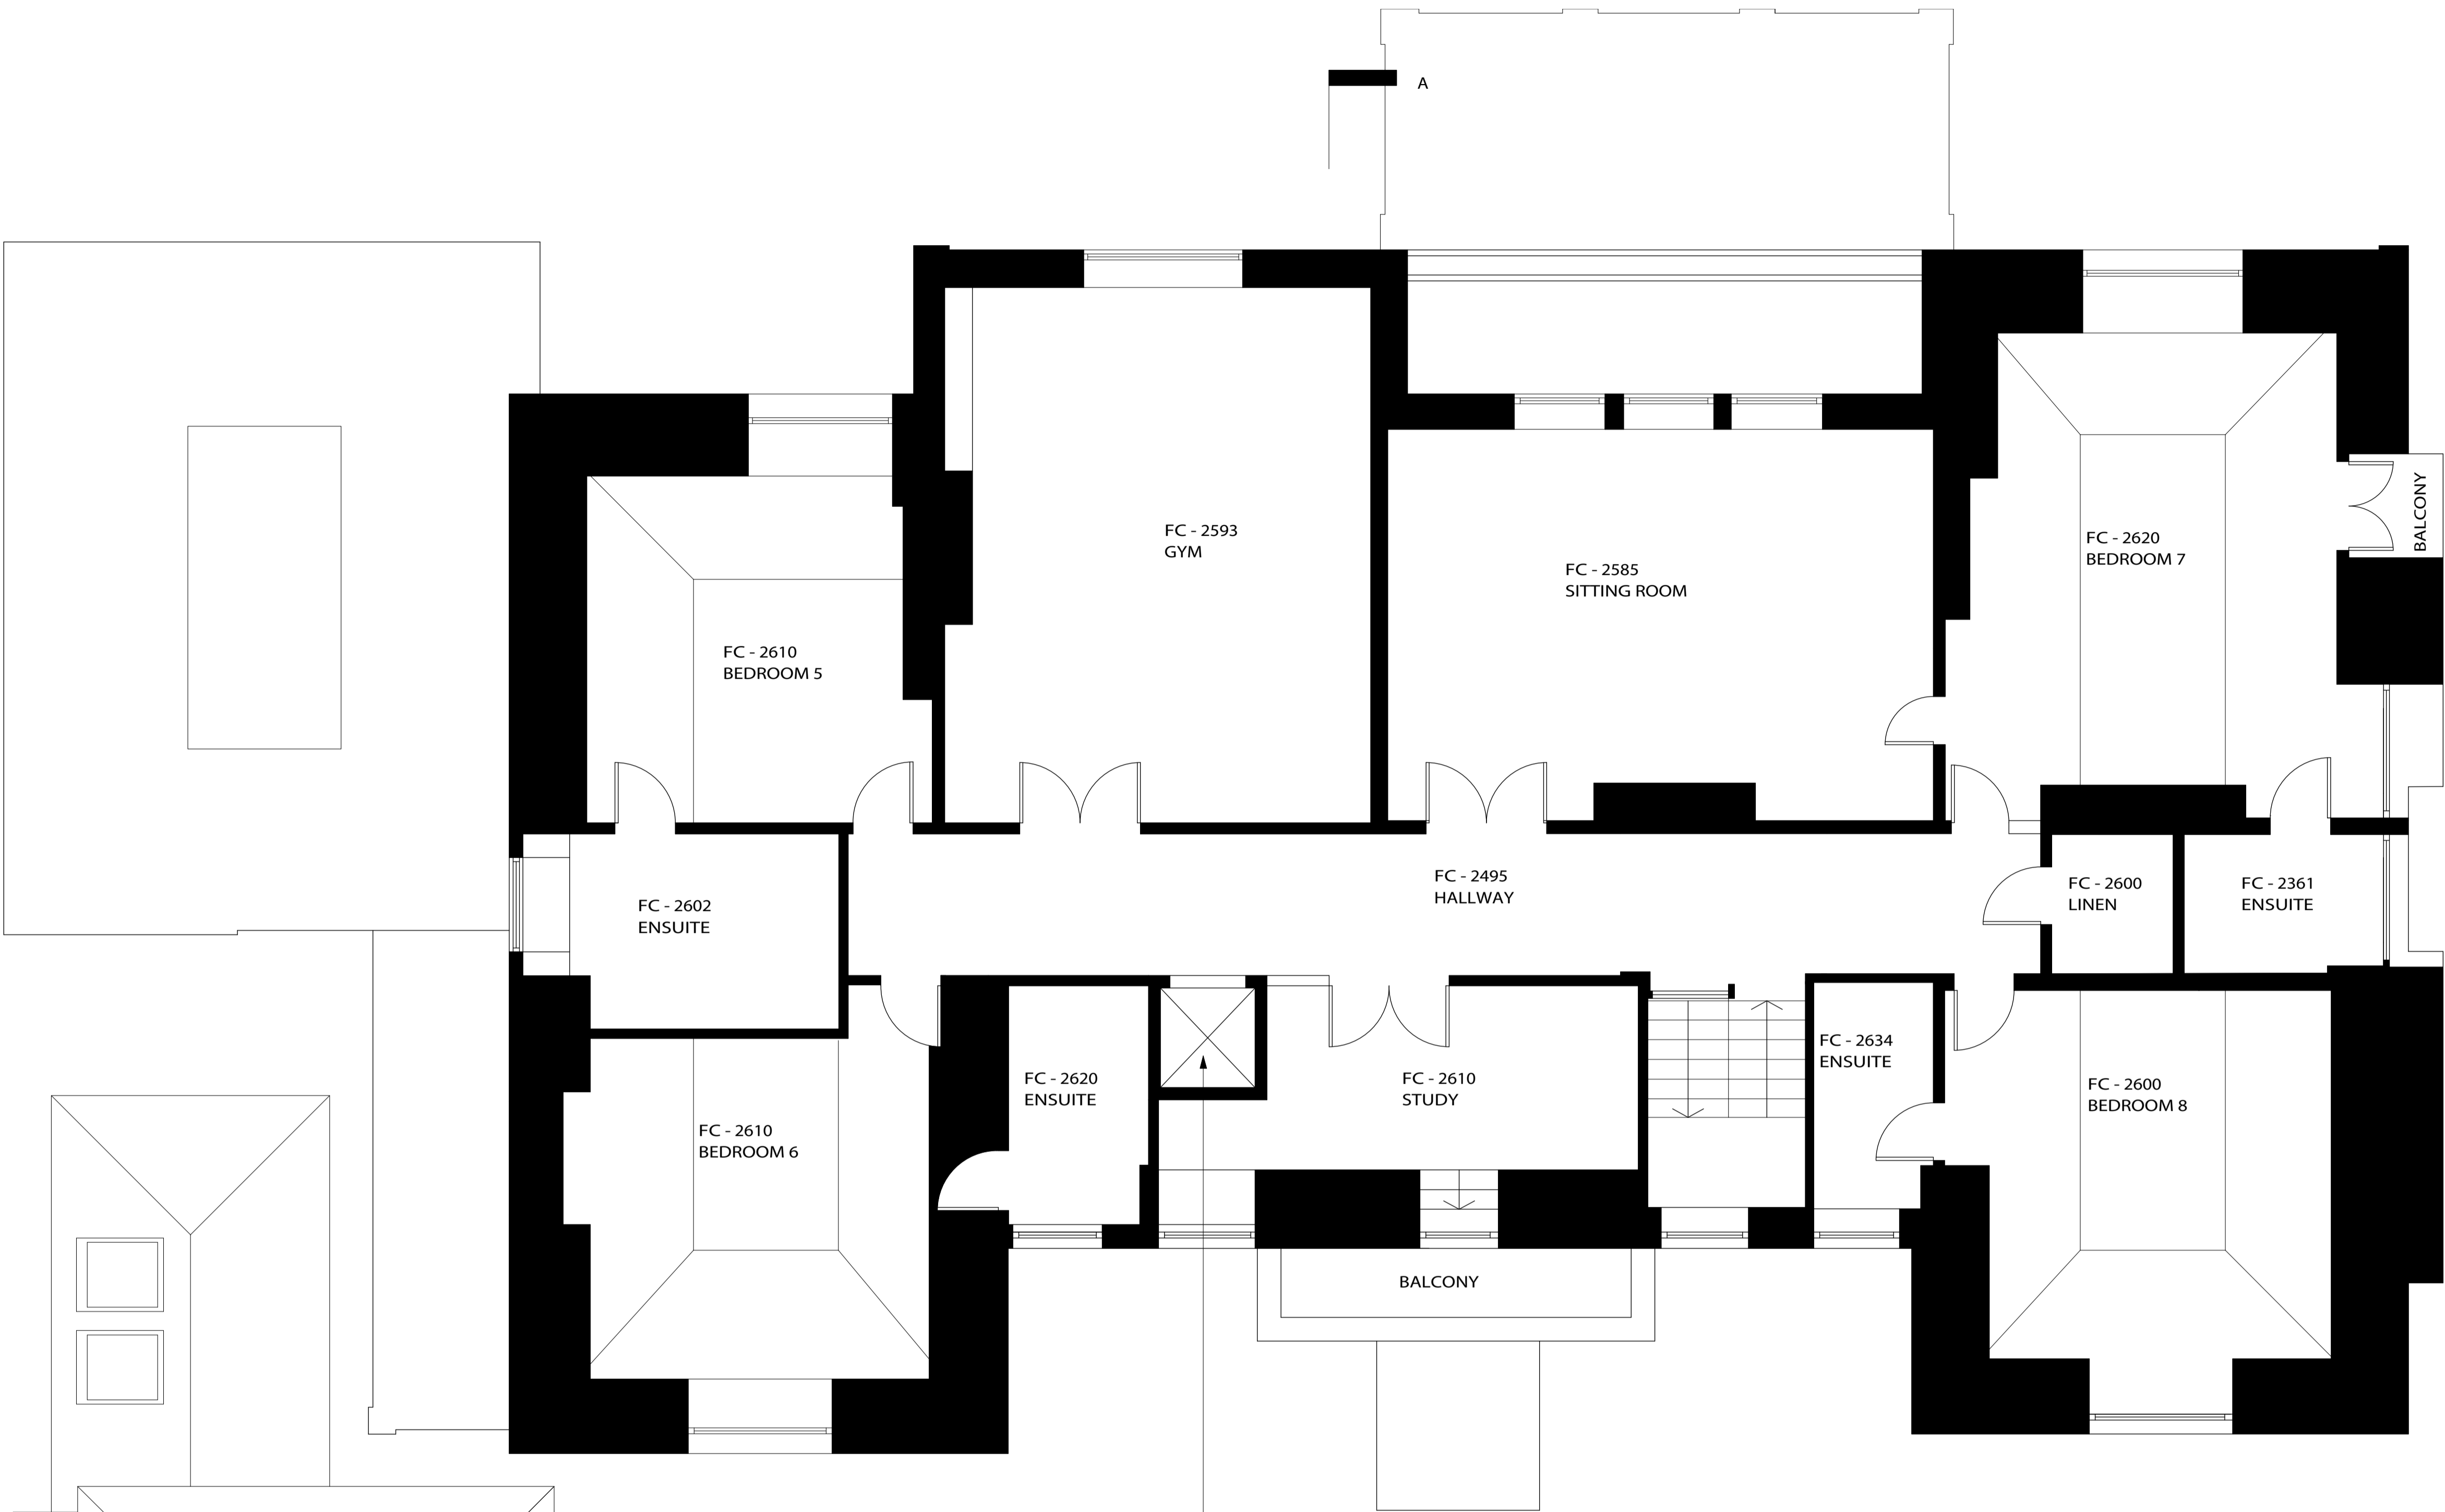 A
FC - 2593
GYM
FC - 2585
SITTING ROOM
FC - 2620
BEDROOM 7
BALCONY
FC - 2610
BEDROOM 5
FC - 2602
ENSUITE
FC - 2495
HALLWAY
FC - 2600
LINEN
FC - 2361
ENSUITE
FC - 2610
BEDROOM 6
FC - 2620
ENSUITE
FC - 2610
STUDY
FC - 2634
ENSUITE
FC - 2600
BEDROOM 8
BALCONY